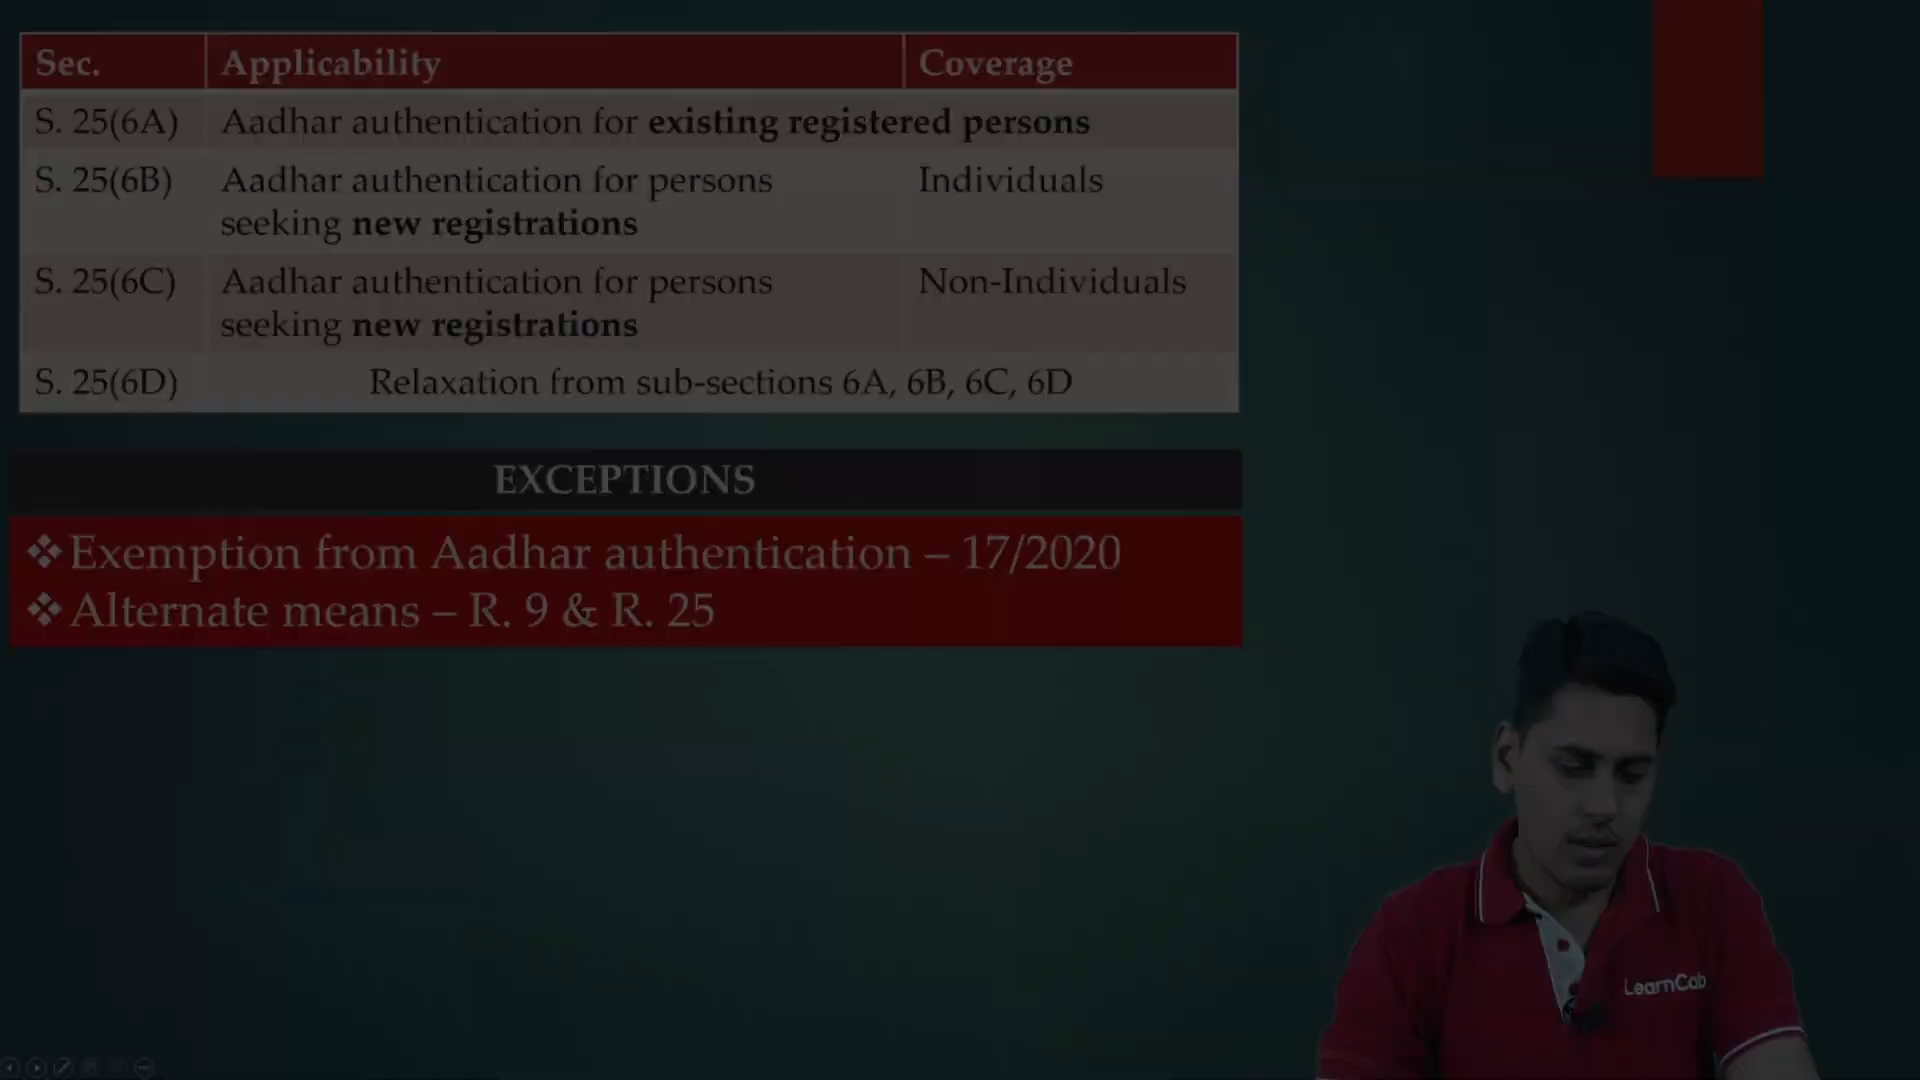 Sec. Applicability Coverage
S. 25(6A) Aadhar authentication for existing registered persons
S. 25(6B) Aadhar authentication for persons Individuals
seeking new registrations
S. 25(6C) Aadhar authentication for persons Non-Individuals
seeking new registrations
S. 25(6D) Relaxation from sub-sections 6A, 6B, 6C, 6D
EXCEPTIONS
❖Exemption from Aadhar authentication – 17/2020
❖Alternate means – R. 9 & R. 25
LearnCab